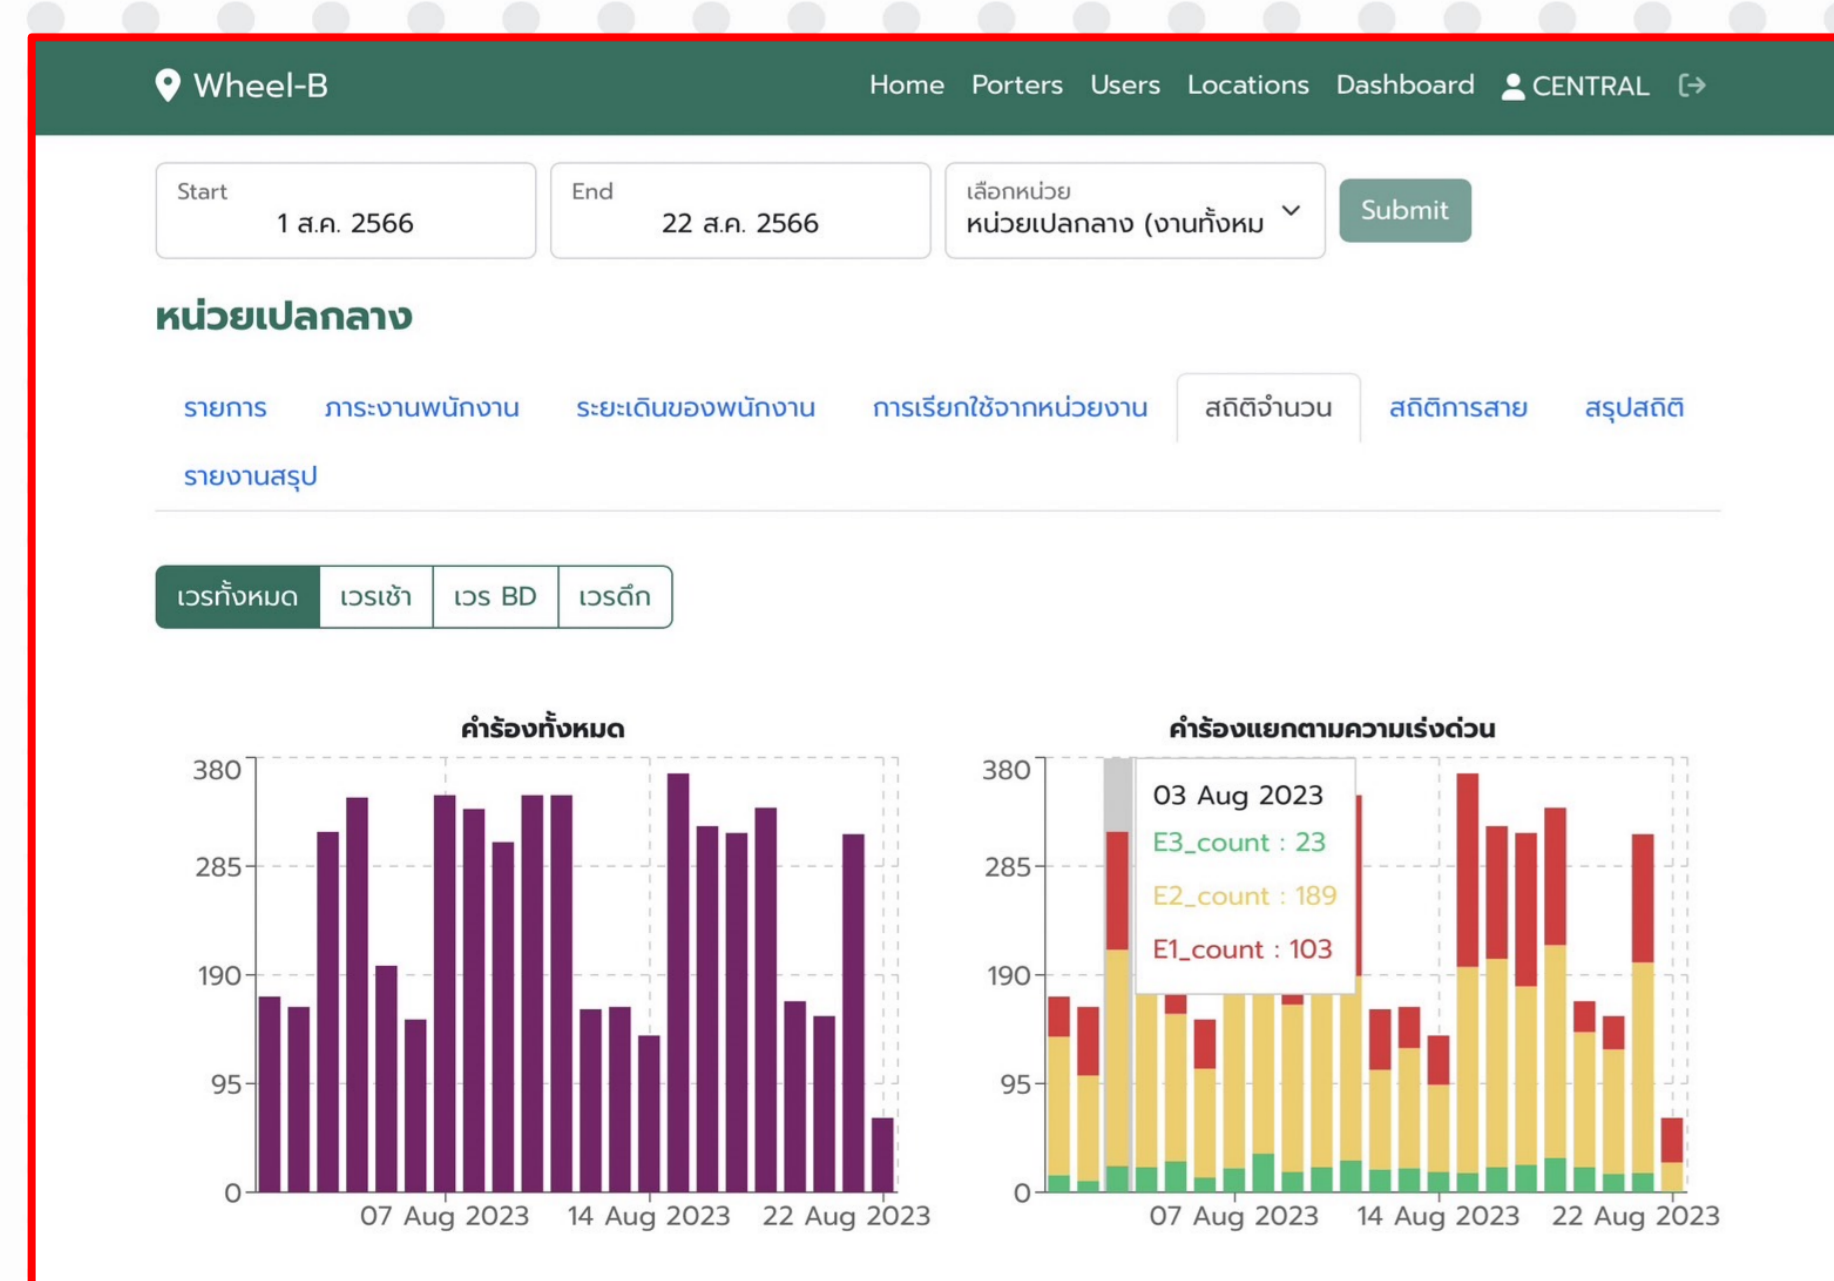 Wheel-B
Home Porters Users Locations Dashboard CENTRAL
Start
1 ส.ค. 2566
End
22 ส.ค. 2566
เลือกหน่วย
หน่วยเปลกลาง (งานทั้งหม
Submit
หน่วยเปลกลาง
รายการ ภาระงานพนักงาน ระยะเดินของพนักงาน การเรียกใช้จากหน่วยงาน สถิติจำนวน สถิติการสาย สรุปสถิติ
รายงานสรุป
เวรทั้งหมด เวรเช้า เวร BD เวรดึก
คำร้องทั้งหมด
380
285
190
95
0
07 Aug 2023 14 Aug 2023 22 Aug 2023
คำร้องแยกตามความเร่งด่วน
380
285
190
95
0
03 Aug 2023
E3_count : 23
E2_count : 189
E1_count : 103
07 Aug 2023 14 Aug 2023 22 Aug 2023